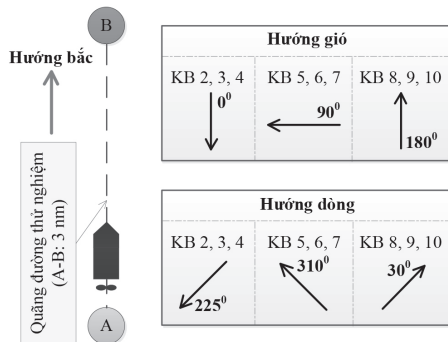 B
Hướng bắc
Quãng đường thử nghiệm
(A-B: 3 nm)
A
Hướng gió
KB 2, 3, 4 KB 5, 6, 7 KB 8, 9, 10
0⁰ 90⁰ 180⁰
Hướng dòng
KB 2, 3, 4 KB 5, 6, 7 KB 8, 9, 10
225⁰ 310⁰ 30⁰